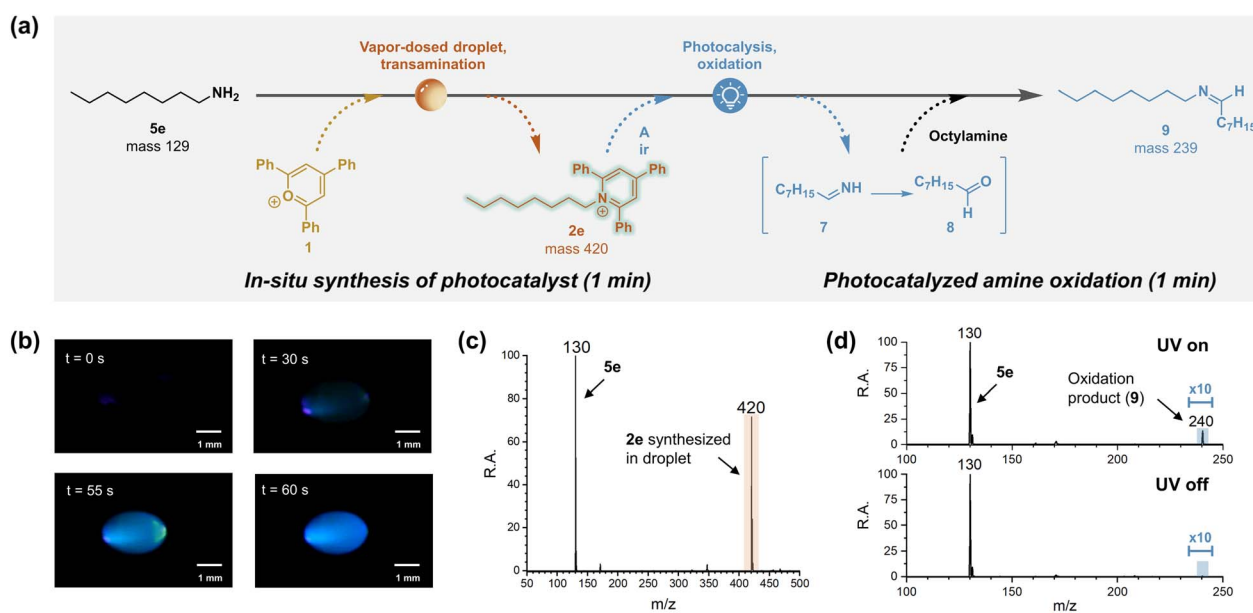 (a)
Vapor-dosed droplet,
transamination
Photocalysis,
oxidation
NH₂
5e
mass 129
Ph
Ph
O
⊕
Ph
1
A
ir
Ph
Ph
N
⊕
Ph
2e
mass 420
Octylamine
C₇H₁₅
NH
7
C₇H₁₅
O
H
8
N
H
C₇H₁₅
9
mass 239
In-situ synthesis of photocatalyst (1 min)
Photocatalyzed amine oxidation (1 min)
(b)
t = 0 s
1 mm
t = 30 s
1 mm
t = 55 s
1 mm
t = 60 s
1 mm
(c)
130
5e
420
2e synthesized
in droplet
R.A.
100
80
60
40
20
0
50 100 150 200 250 300 350 400 450 500
m/z
(d)
130
UV on
5e
Oxidation
product (9)
x10
240
R.A.
100
75
50
25
0
100 150 200 250
130
UV off
x10
R.A.
100
75
50
25
0
100 150 200 250
m/z